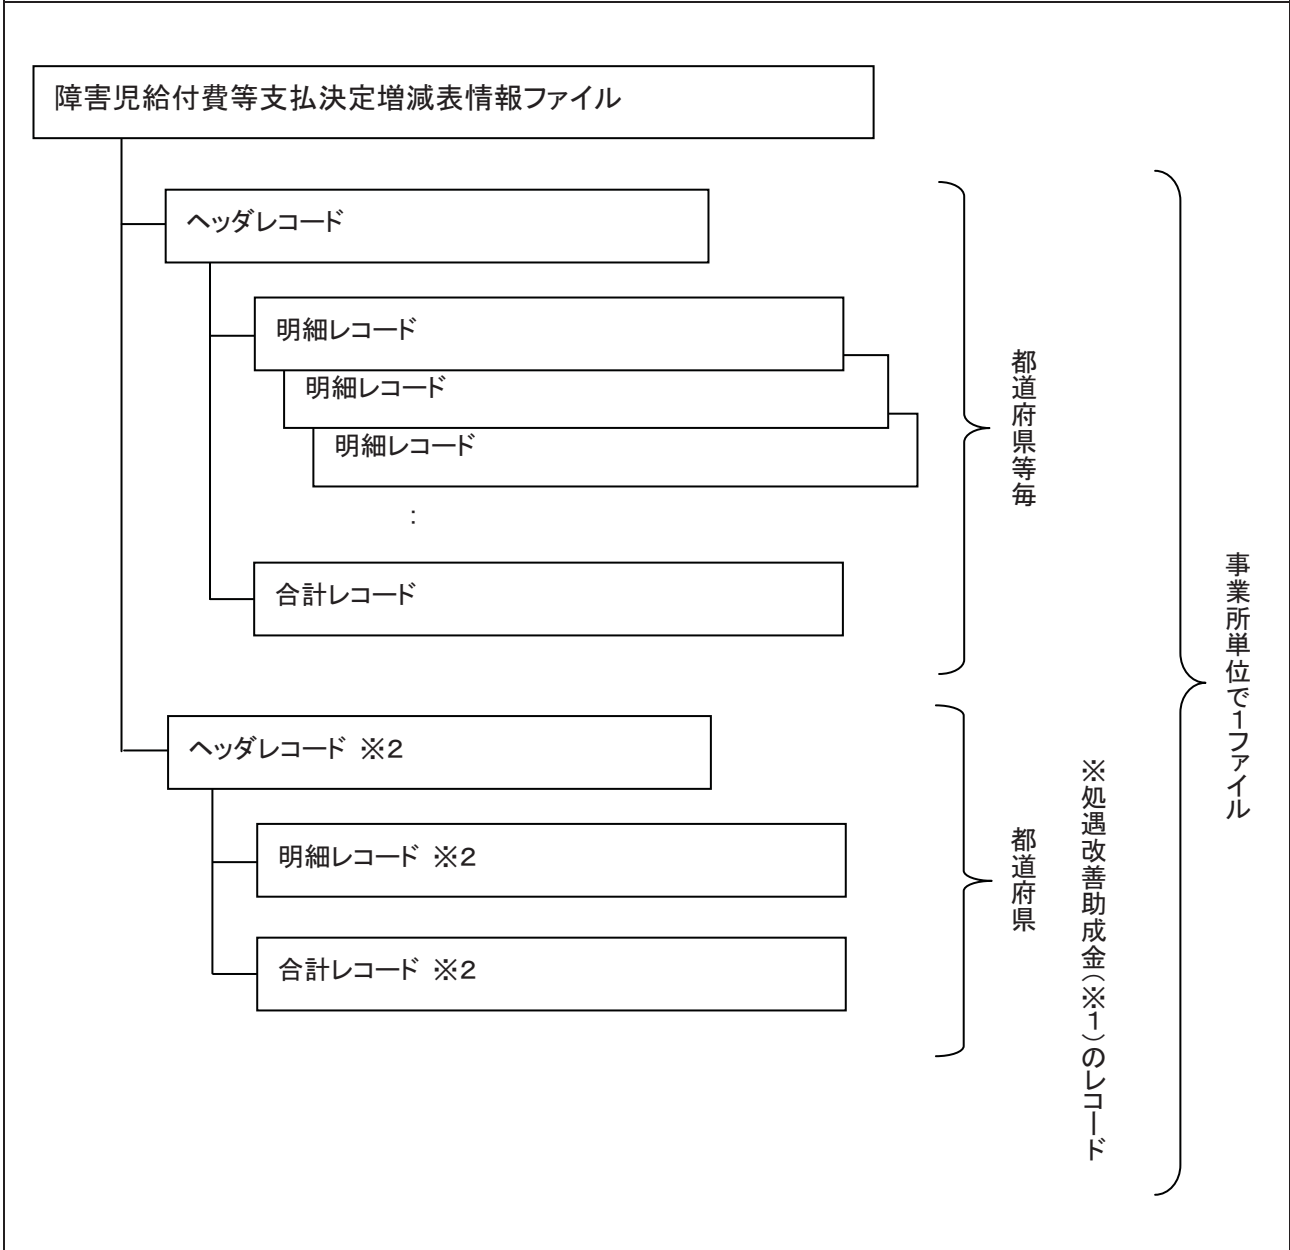 障害児給付費等支払決定増減表情報ファイル
ヘッダレコード
明細レコード
明細レコード
明細レコード
：
合計レコード
都道府県等毎
ヘッダレコード ※2
明細レコード ※2
合計レコード ※2
都道府県
※処遇改善助成金（※1）のレコード
事業所単位で1ファイル